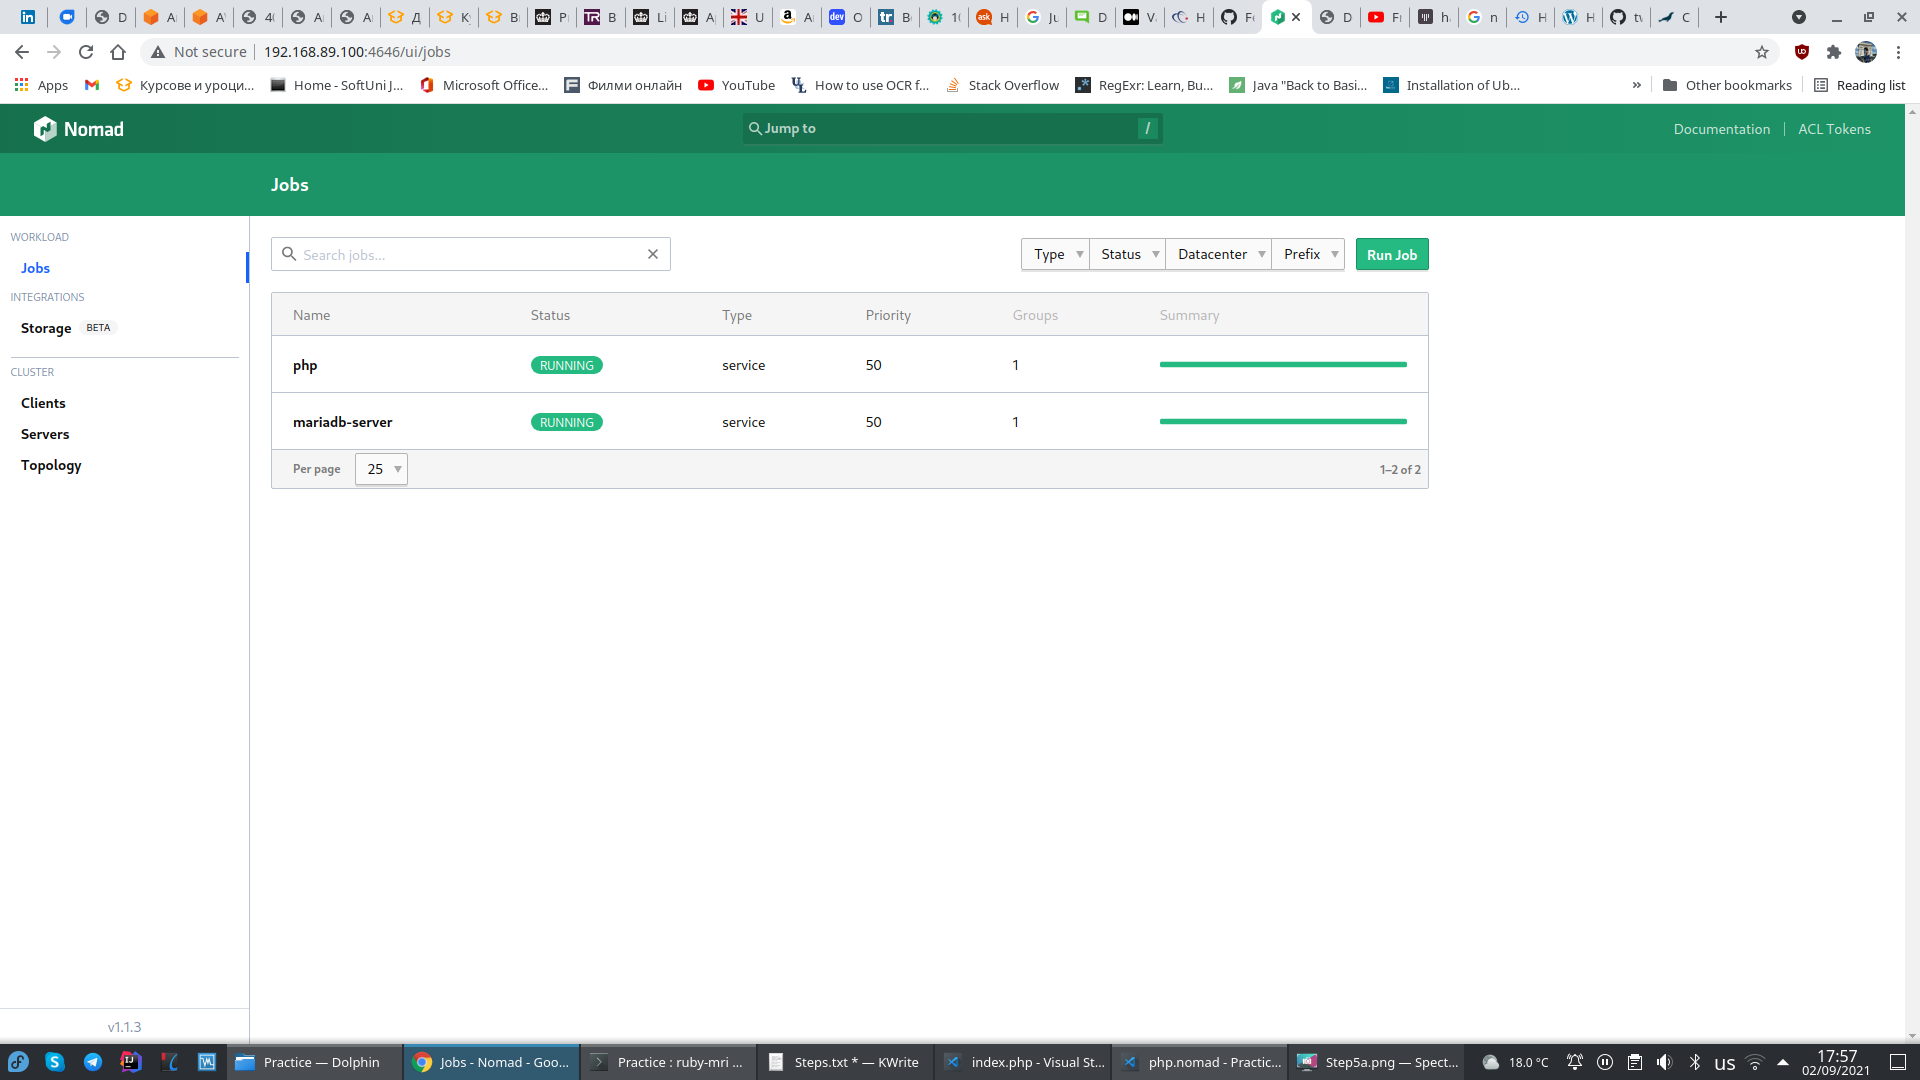 Not secure 192.168.89.100:4646/ui/jobs
Apps Курсове и уроци... Home - SoftUni J... Microsoft Office... Филми онлайн YouTube How to use OCR f... Stack Overflow RegExr: Learn, Bu... Java "Back to Basi... Installation of Ub... » Other bookmarks Reading list
Nomad Jump to / Documentation ACL Tokens
Jobs
WORKLOAD
Jobs
INTEGRATIONS
Storage BETA
CLUSTER
Clients
Servers
Topology
v1.1.3
Search jobs... Type Status Datacenter Prefix Run Job
Name Status Type Priority Groups Summary
php RUNNING service 50 1
mariadb-server RUNNING service 50 1
Per page 25 1–2 of 2
Practice — Dolphin Jobs - Nomad - Goo... Practice : ruby-mri ... Steps.txt * — KWrite index.php - Visual St... php.nomad - Practic... Step5a.png — Spect... 18.0 °C us 17:57
02/09/2021